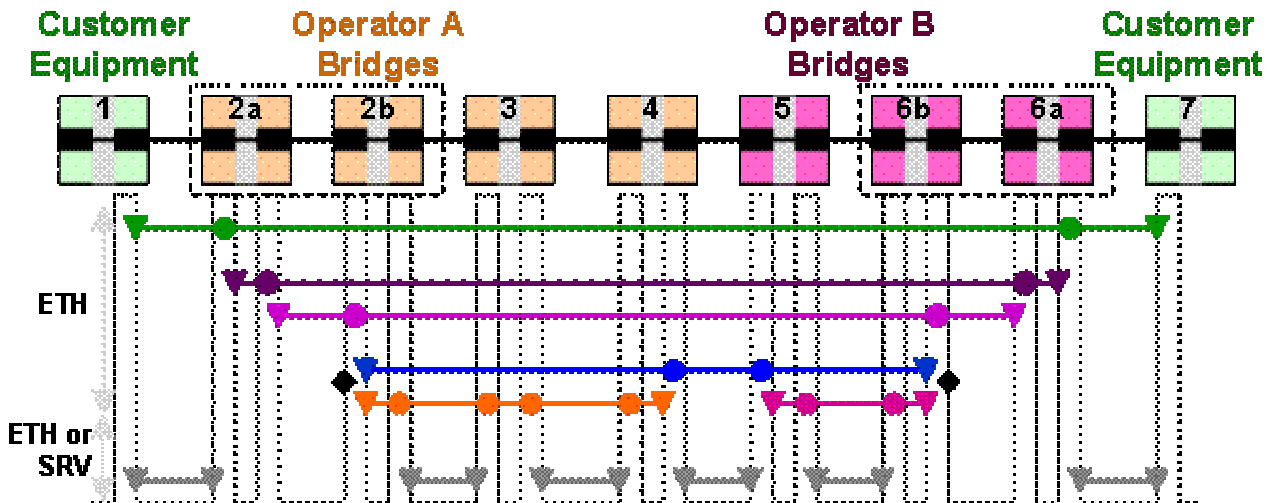 Customer
Equipment
Operator A
Bridges
Operator B
Bridges
Customer
Equipment
1
2a
2b
3
4
5
6b
6a
7
ETH
ETH or
SRV